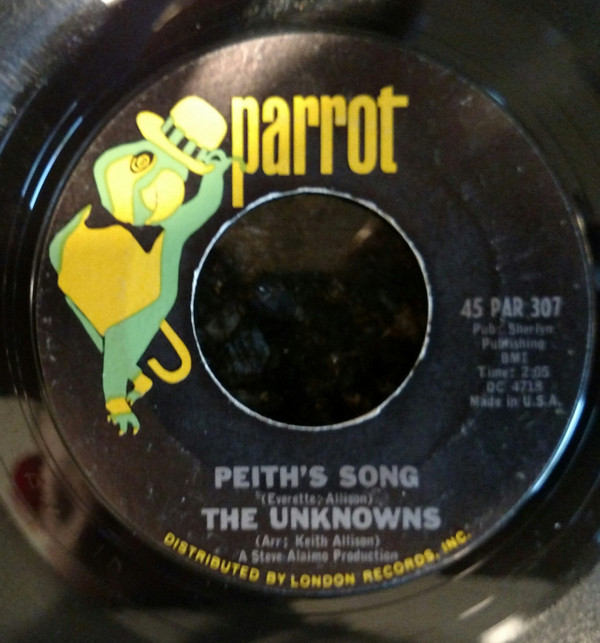 parrot
45 PAR 307
Pub: Sherlyn
Publishing
BMI
Time: 2:05
DC 4718
Made in U.S.A.
PEITH'S SONG
(Everette-Allison)
THE UNKNOWNS
(Arr: Keith Allison)
A Steve Alaimo Production
DISTRIBUTED BY LONDON RECORDS, INC.